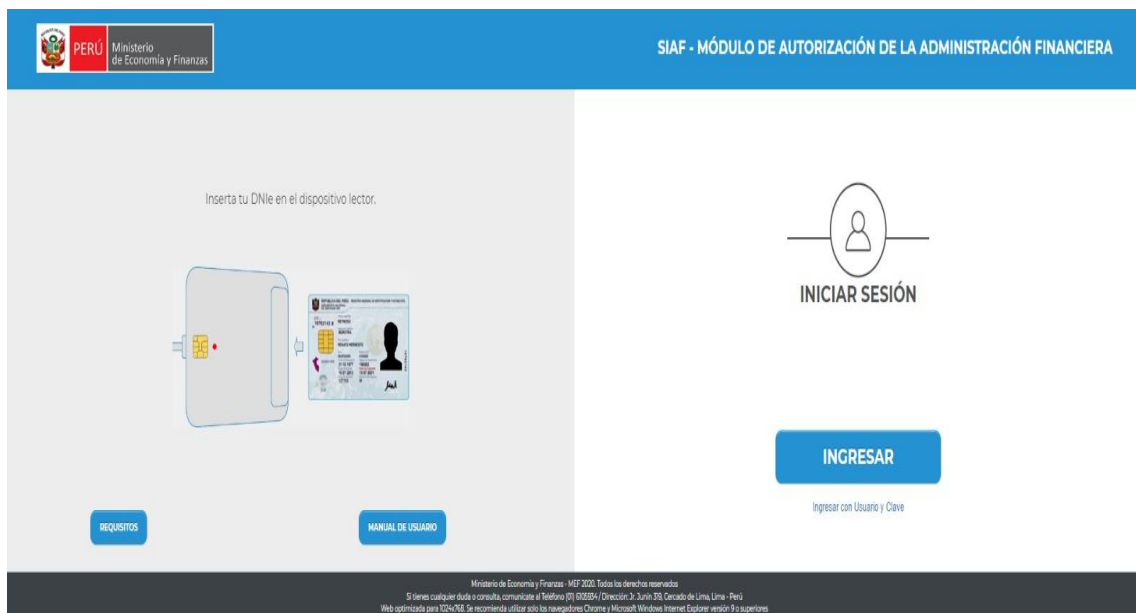 PERÚ
Ministerio
de Economía y Finanzas
SIAF - MÓDULO DE AUTORIZACIÓN DE LA ADMINISTRACIÓN FINANCIERA
Inserta tu DNIe en el dispositivo lector.
REQUISITOS
MANUAL DE USUARIO
INICIAR SESIÓN
INGRESAR
Ingresar con Usuario y Clave
Ministerio de Economía y Finanzas - MEF 2020. Todos los derechos reservados
Si tienes cualquier duda o consulta, comunícate al Teléfono (01) 6105934 / Dirección: Jr. Junín 319, Cercado de Lima, Lima - Perú
Web optimizada para 1024x768. Se recomienda utilizar solo los navegadores Chrome y Microsoft Windows Internet Explorer versión 9 o superiores